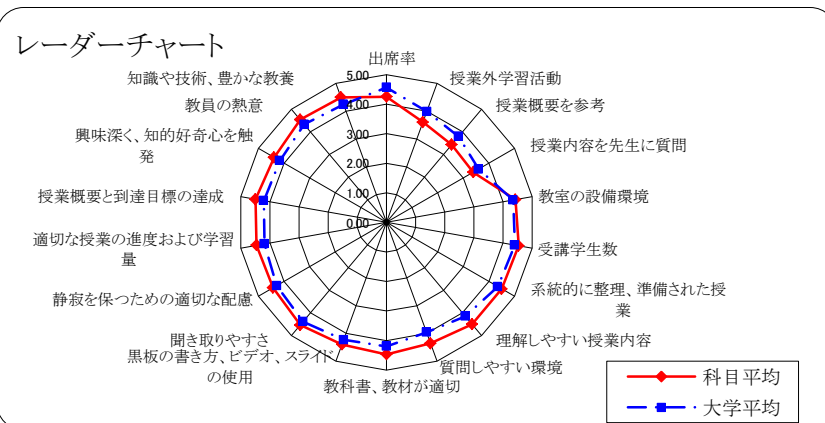 レーダーチャート
出席率
授業外学習活動
授業概要を参考
授業内容を先生に質問
教室の設備環境
受講学生数
系統的に整理、準備された授
業
理解しやすい授業内容
質問しやすい環境
教科書、教材が適切
黒板の書き方、ビデオ、スライド
の使用
聞き取りやすさ
静寂を保つための適切な配慮
適切な授業の進度および学習
量
授業概要と到達目標の達成
興味深く、知的好奇心を触
発
教員の熱意
知識や技術、豊かな教養
5.00
4.00
3.00
2.00
1.00
0.00
科目平均
大学平均